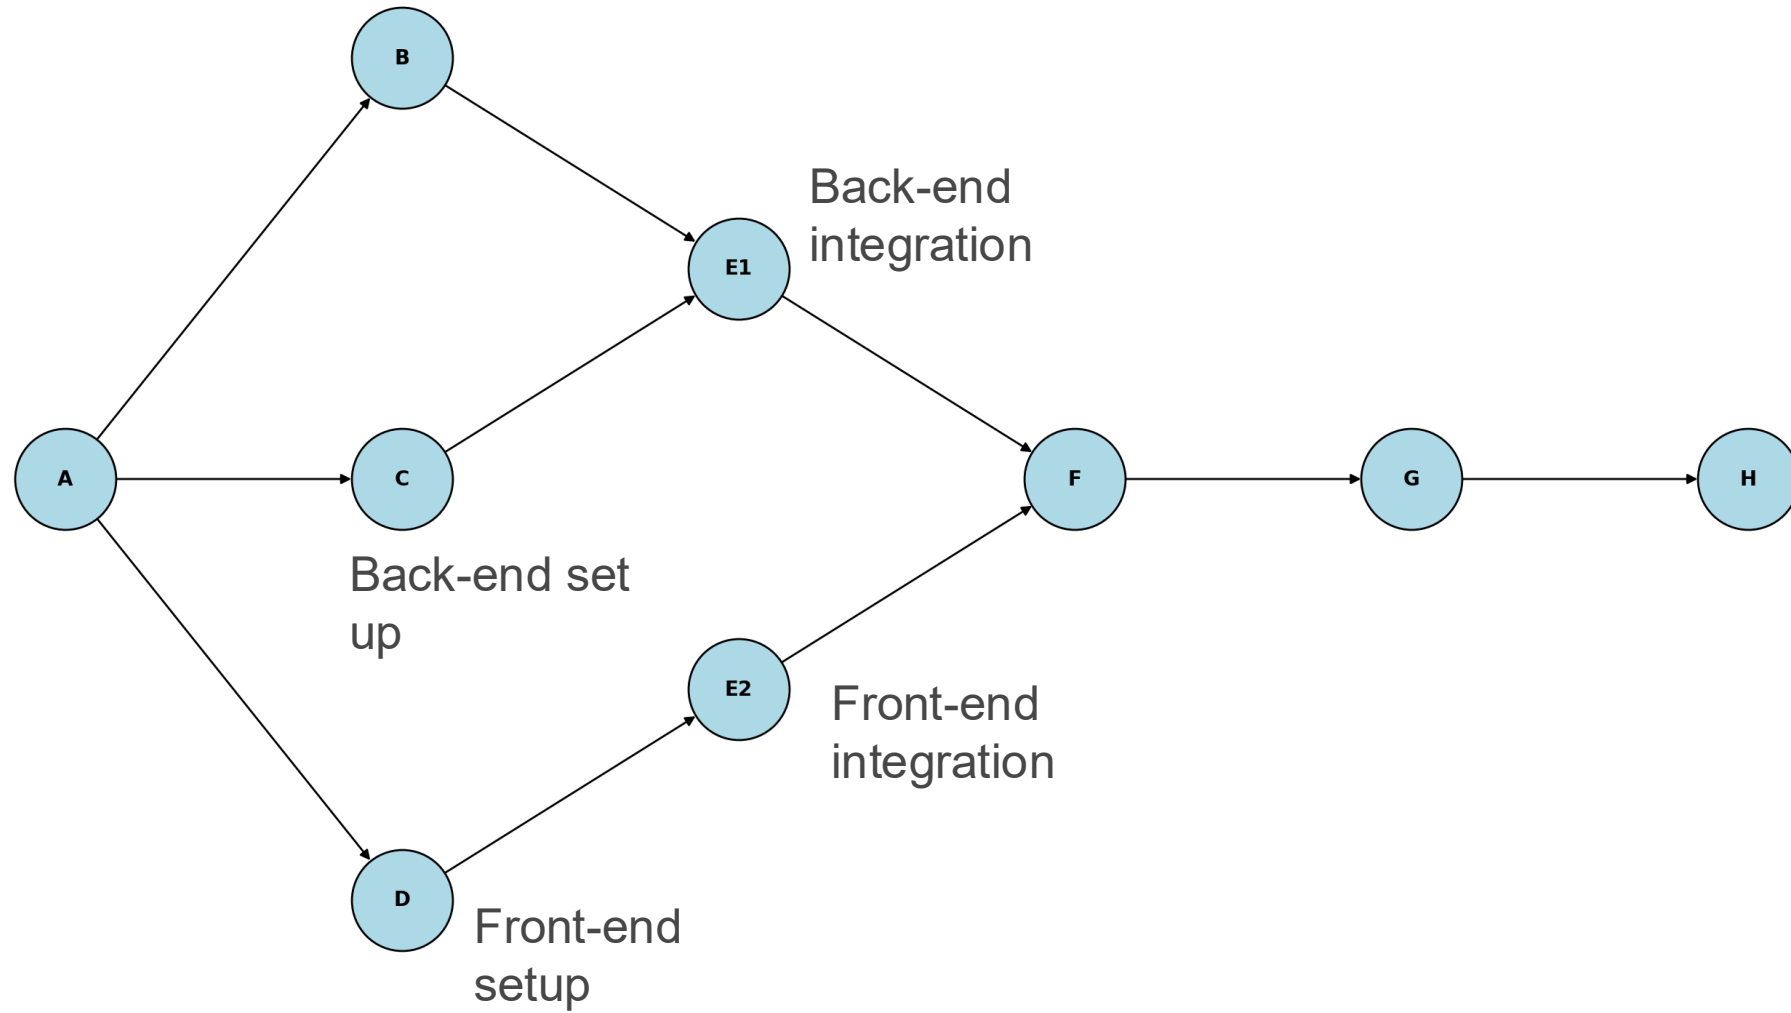 B
Back-end
integration
E1
A
C
F
G
H
Back-end set
up
E2
Front-end
integration
D
Front-end
setup